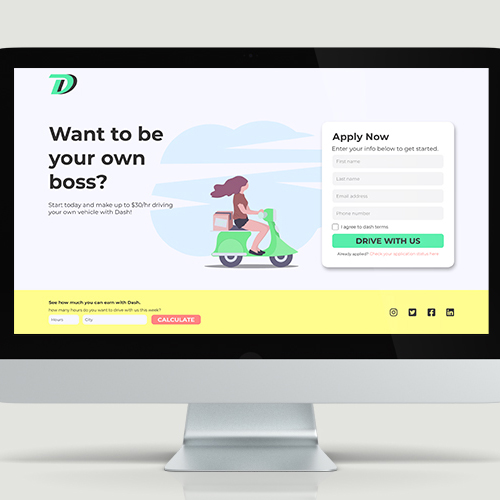 D
Want to be
your own
boss?
Start today and make up to $30/hr driving
your own vehicle with Dash!
Apply Now
Enter your info below to get started.
First name
Last name
Email address
Phone number
I agree to dash terms
DRIVE WITH US
Already applied? Check your application status here
See how much you can earn with Dash.
How many hours do you want to drive with us this week?
Hours City CALCULATE